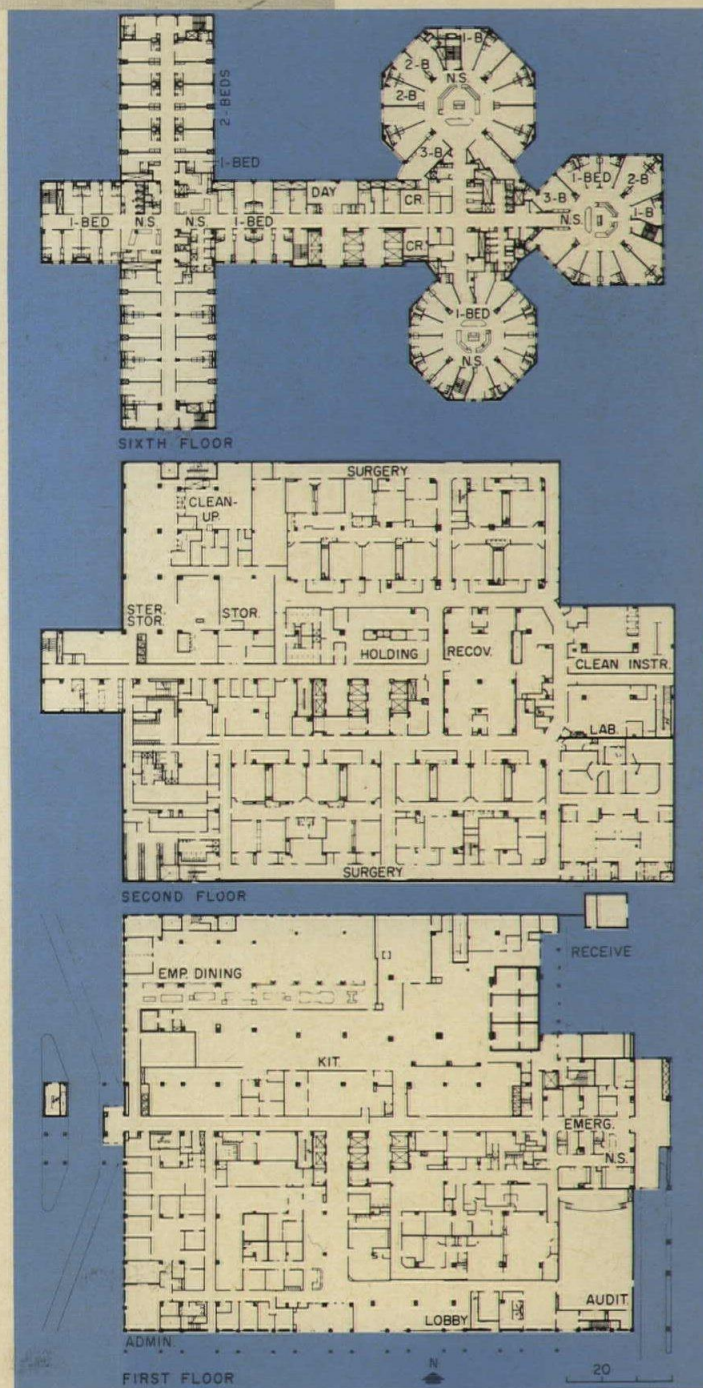 1-B
2-B
N.S.
2-B
2-BEDS
3-B
1-BED
1-BED
2-B
DAY
CR.
3-B
1-BED
N.S.
N.S.
1-BED
N.S.
1-B
CR.
1-BED
N.S.
SIXTH FLOOR
SURGERY
CLEAN-
UP.
STER.
STOR.
STOR.
HOLDING
RECOV.
CLEAN INSTR.
LAB.
SURGERY
SECOND FLOOR
RECEIVE
EMP. DINING
KIT.
EMERG.
N.S.
AUDIT.
LOBBY
ADMIN.
FIRST FLOOR
N
20